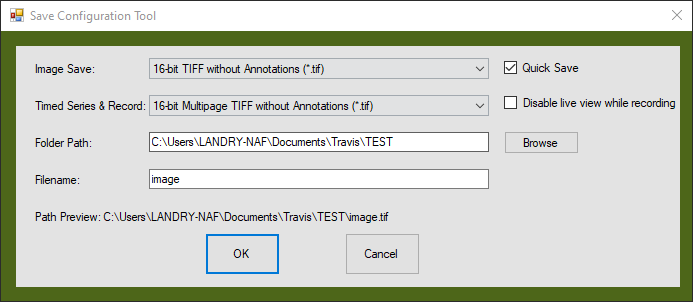 Save Configuration Tool
Image Save: 16-bit TIFF without Annotations (*.tif) Quick Save
Timed Series & Record: 16-bit Multipage TIFF without Annotations (*.tif) Disable live view while recording
Folder Path: C:\Users\LANDRY-NAF\Documents\Travis\TEST Browse
Filename: image
Path Preview: C:\Users\LANDRY-NAF\Documents\Travis\TEST\image.tif
OK Cancel